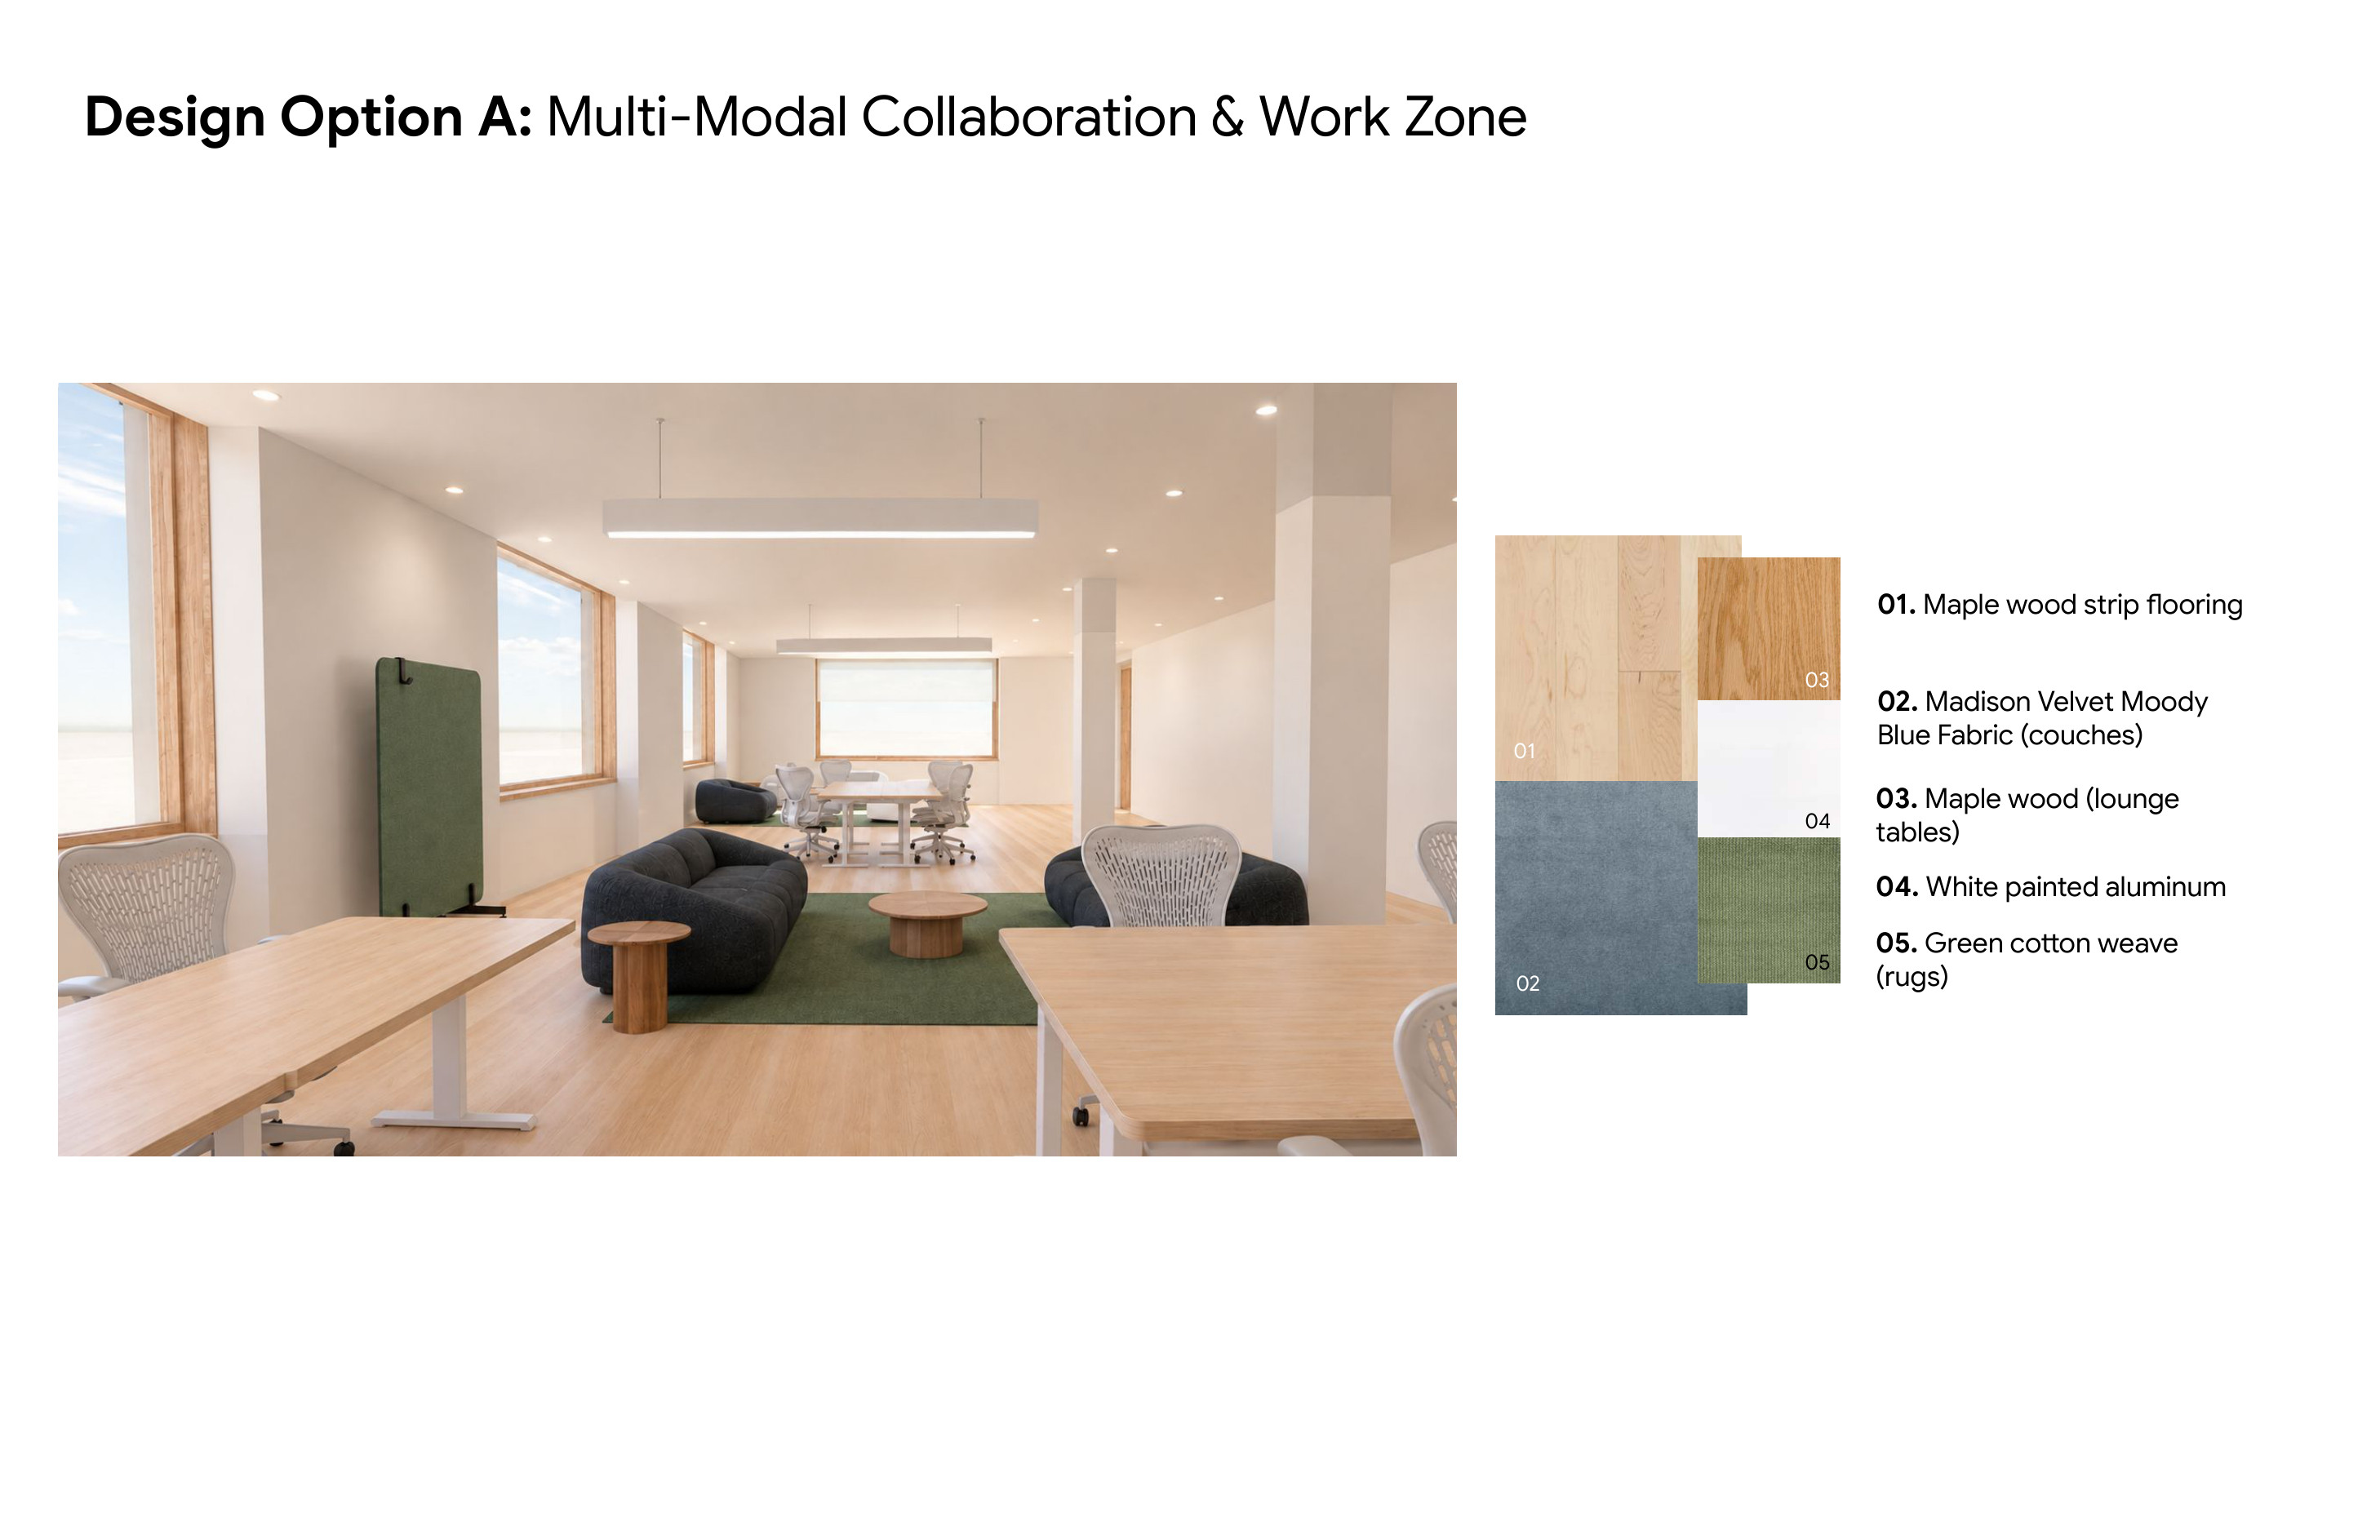 Design Option A: Multi-Modal Collaboration & Work Zone
01
03
04
02
05
01. Maple wood strip flooring
02. Madison Velvet Moody
Blue Fabric (couches)
03. Maple wood (lounge
tables)
04. White painted aluminum
05. Green cotton weave
(rugs)